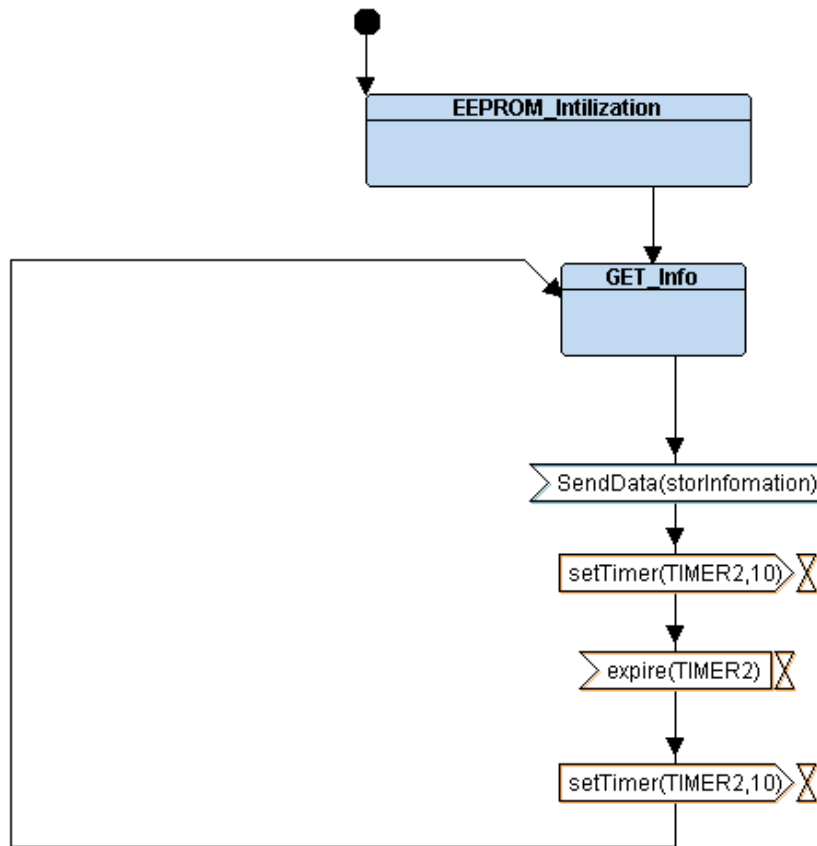 EEPROM_Intilization
GET_Info
SendData(storInfomation)
setTimer(TIMER2,10)
expire(TIMER2)
setTimer(TIMER2,10)